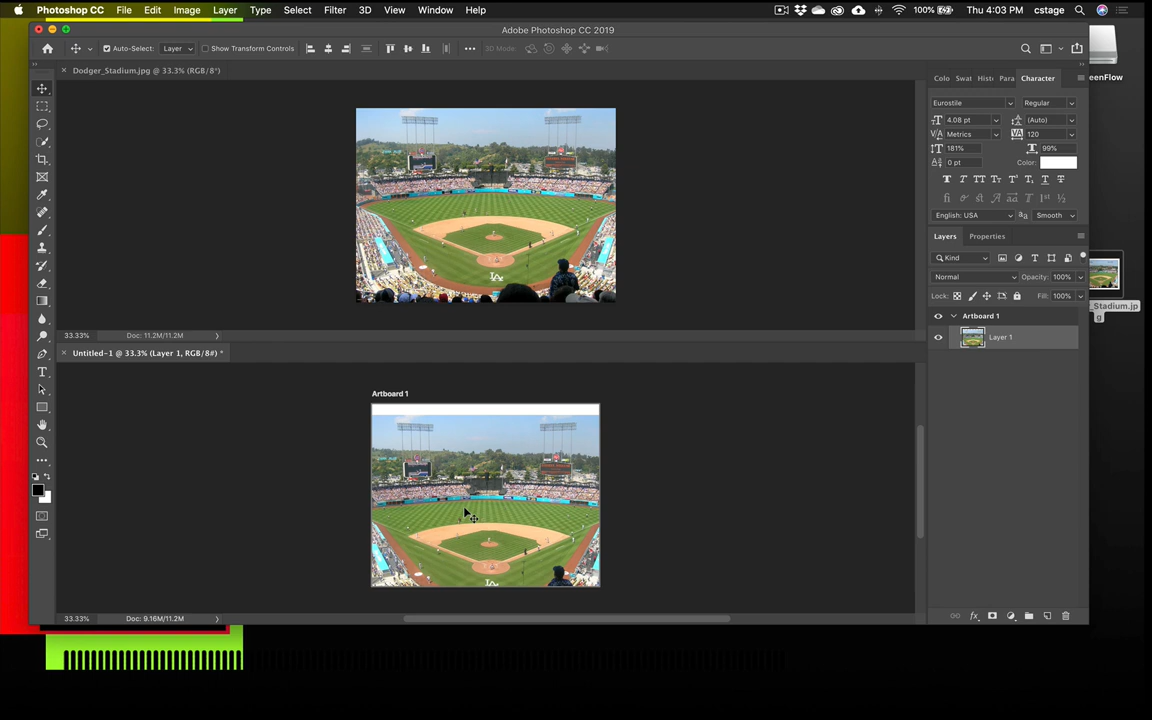 Photoshop CC File Edit Image Layer Type Select Filter 3D View Window Help 100% Thu 4:03 PM cstage
Adobe Photoshop CC 2019
Auto-Select: Layer Show Transform Controls 3D Mode:
Dodger_Stadium.jpg @ 33.3% (RGB/8*)
Colo Swat Hist Para Character
eenFlow
Eurostile Regular
4.08 pt (Auto)
Metrics 120
181% 99%
0 pt Color:
English: USA Smooth
Layers Properties
Kind
Normal Opacity: 100%
Lock: Fill: 100%
Artboard 1
Layer 1
_Stadium.jp
g
33.33% Doc: 11.2M/11.2M
Untitled-1 @ 33.3% (Layer 1, RGB/8#) *
Artboard 1
33.33% Doc: 9.16M/11.2M